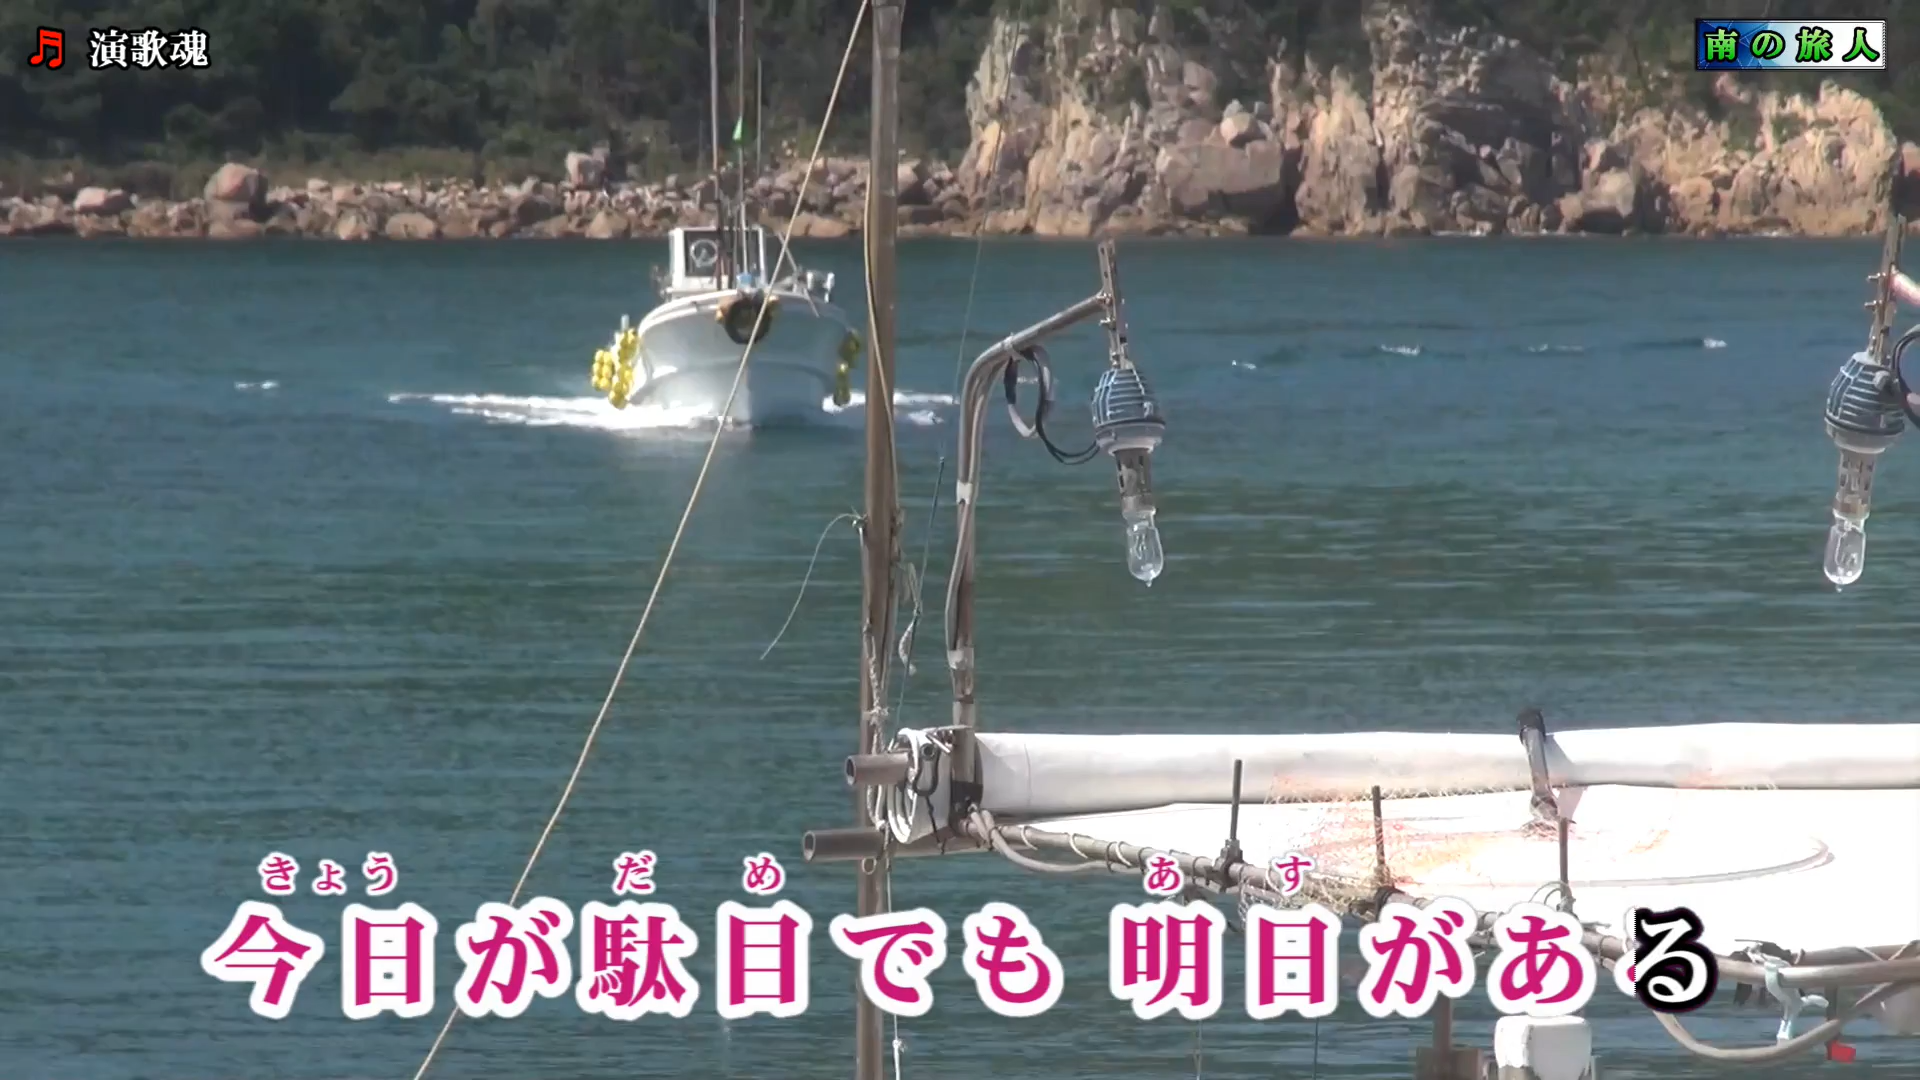 演歌魂
南の旅人
きょう だめ あす
今日が駄目でも 明日がある